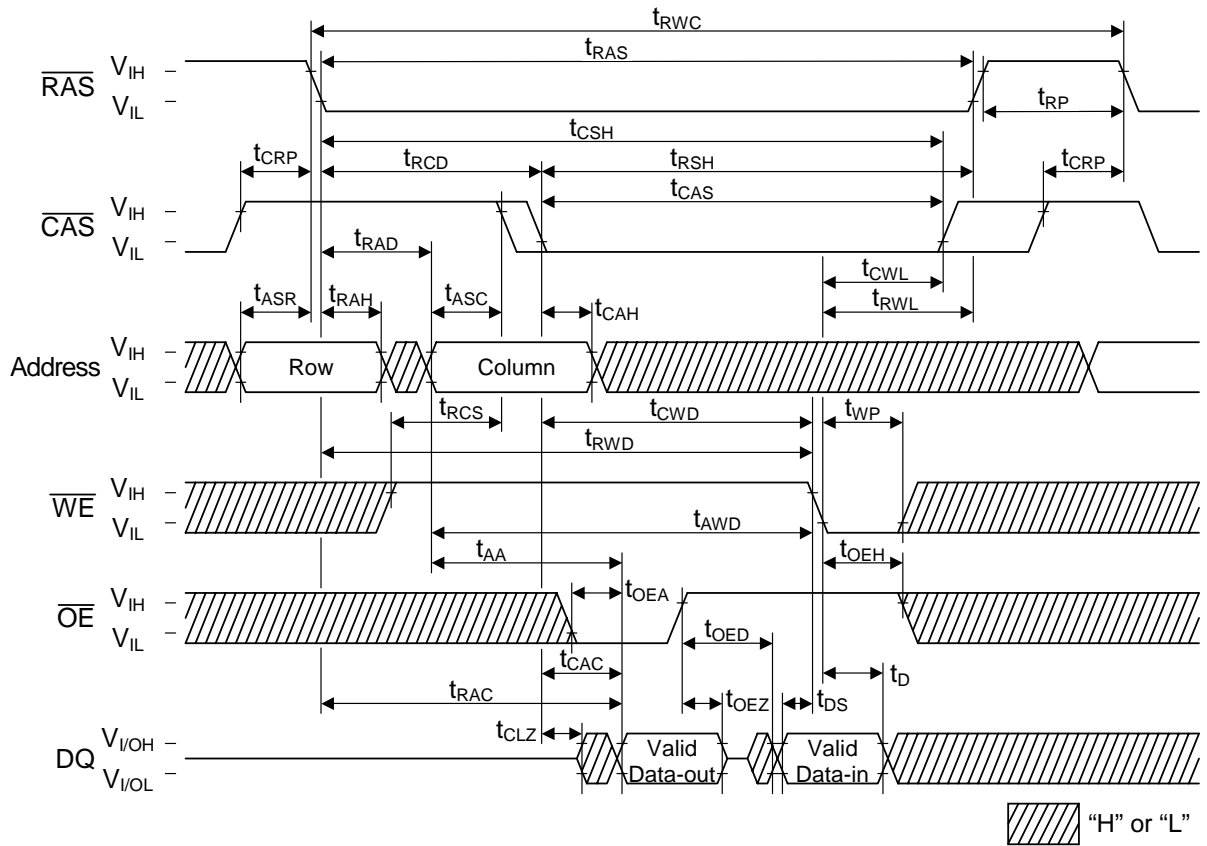 tRWC
tRAS
RAS
VIH
VIL
tRP
tCSH
tCRP
tRCD
tRSH
tCRP
tCAS
CAS
VIH
VIL
tRAD
tCWL
tASR
tRAH
tASC
tCAH
tRWL
Address
VIH
VIL
Row
Column
tRCS
tCWD
tWP
tRWD
WE
VIH
VIL
tAWD
tAA
tOEH
OE
VIH
VIL
tOEA
tOED
tCAC
tD
tRAC
tOEZ
tDS
tCLZ
DQ
VI/OH
VI/OL
Valid
Data-out
Valid
Data-in
“H” or “L”